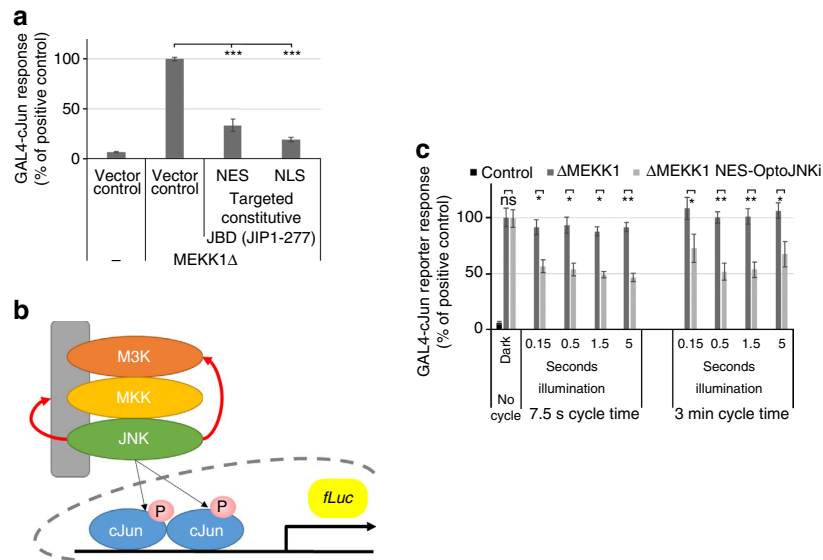 a
GAL4-cJun response
(% of positive control)
100
50
0
***
***
Vector
control
Vector
control
NES
NLS
Targeted
constitutive
JBD (JIP1-277)
–
MEKK1Δ
b
M3K
MKK
JNK
P
P
cJun
cJun
fLuc
c
Control
ΔMEKK1
ΔMEKK1 NES-OptoJNKi
GAL4-cJun reporter response
(% of positive control)
100
50
0
ns
*
*
*
**
*
**
**
*
Dark
0.15
0.5
1.5
5
0.15
0.5
1.5
5
Seconds
illumination
Seconds
illumination
No
cycle
7.5 s cycle time
3 min cycle time